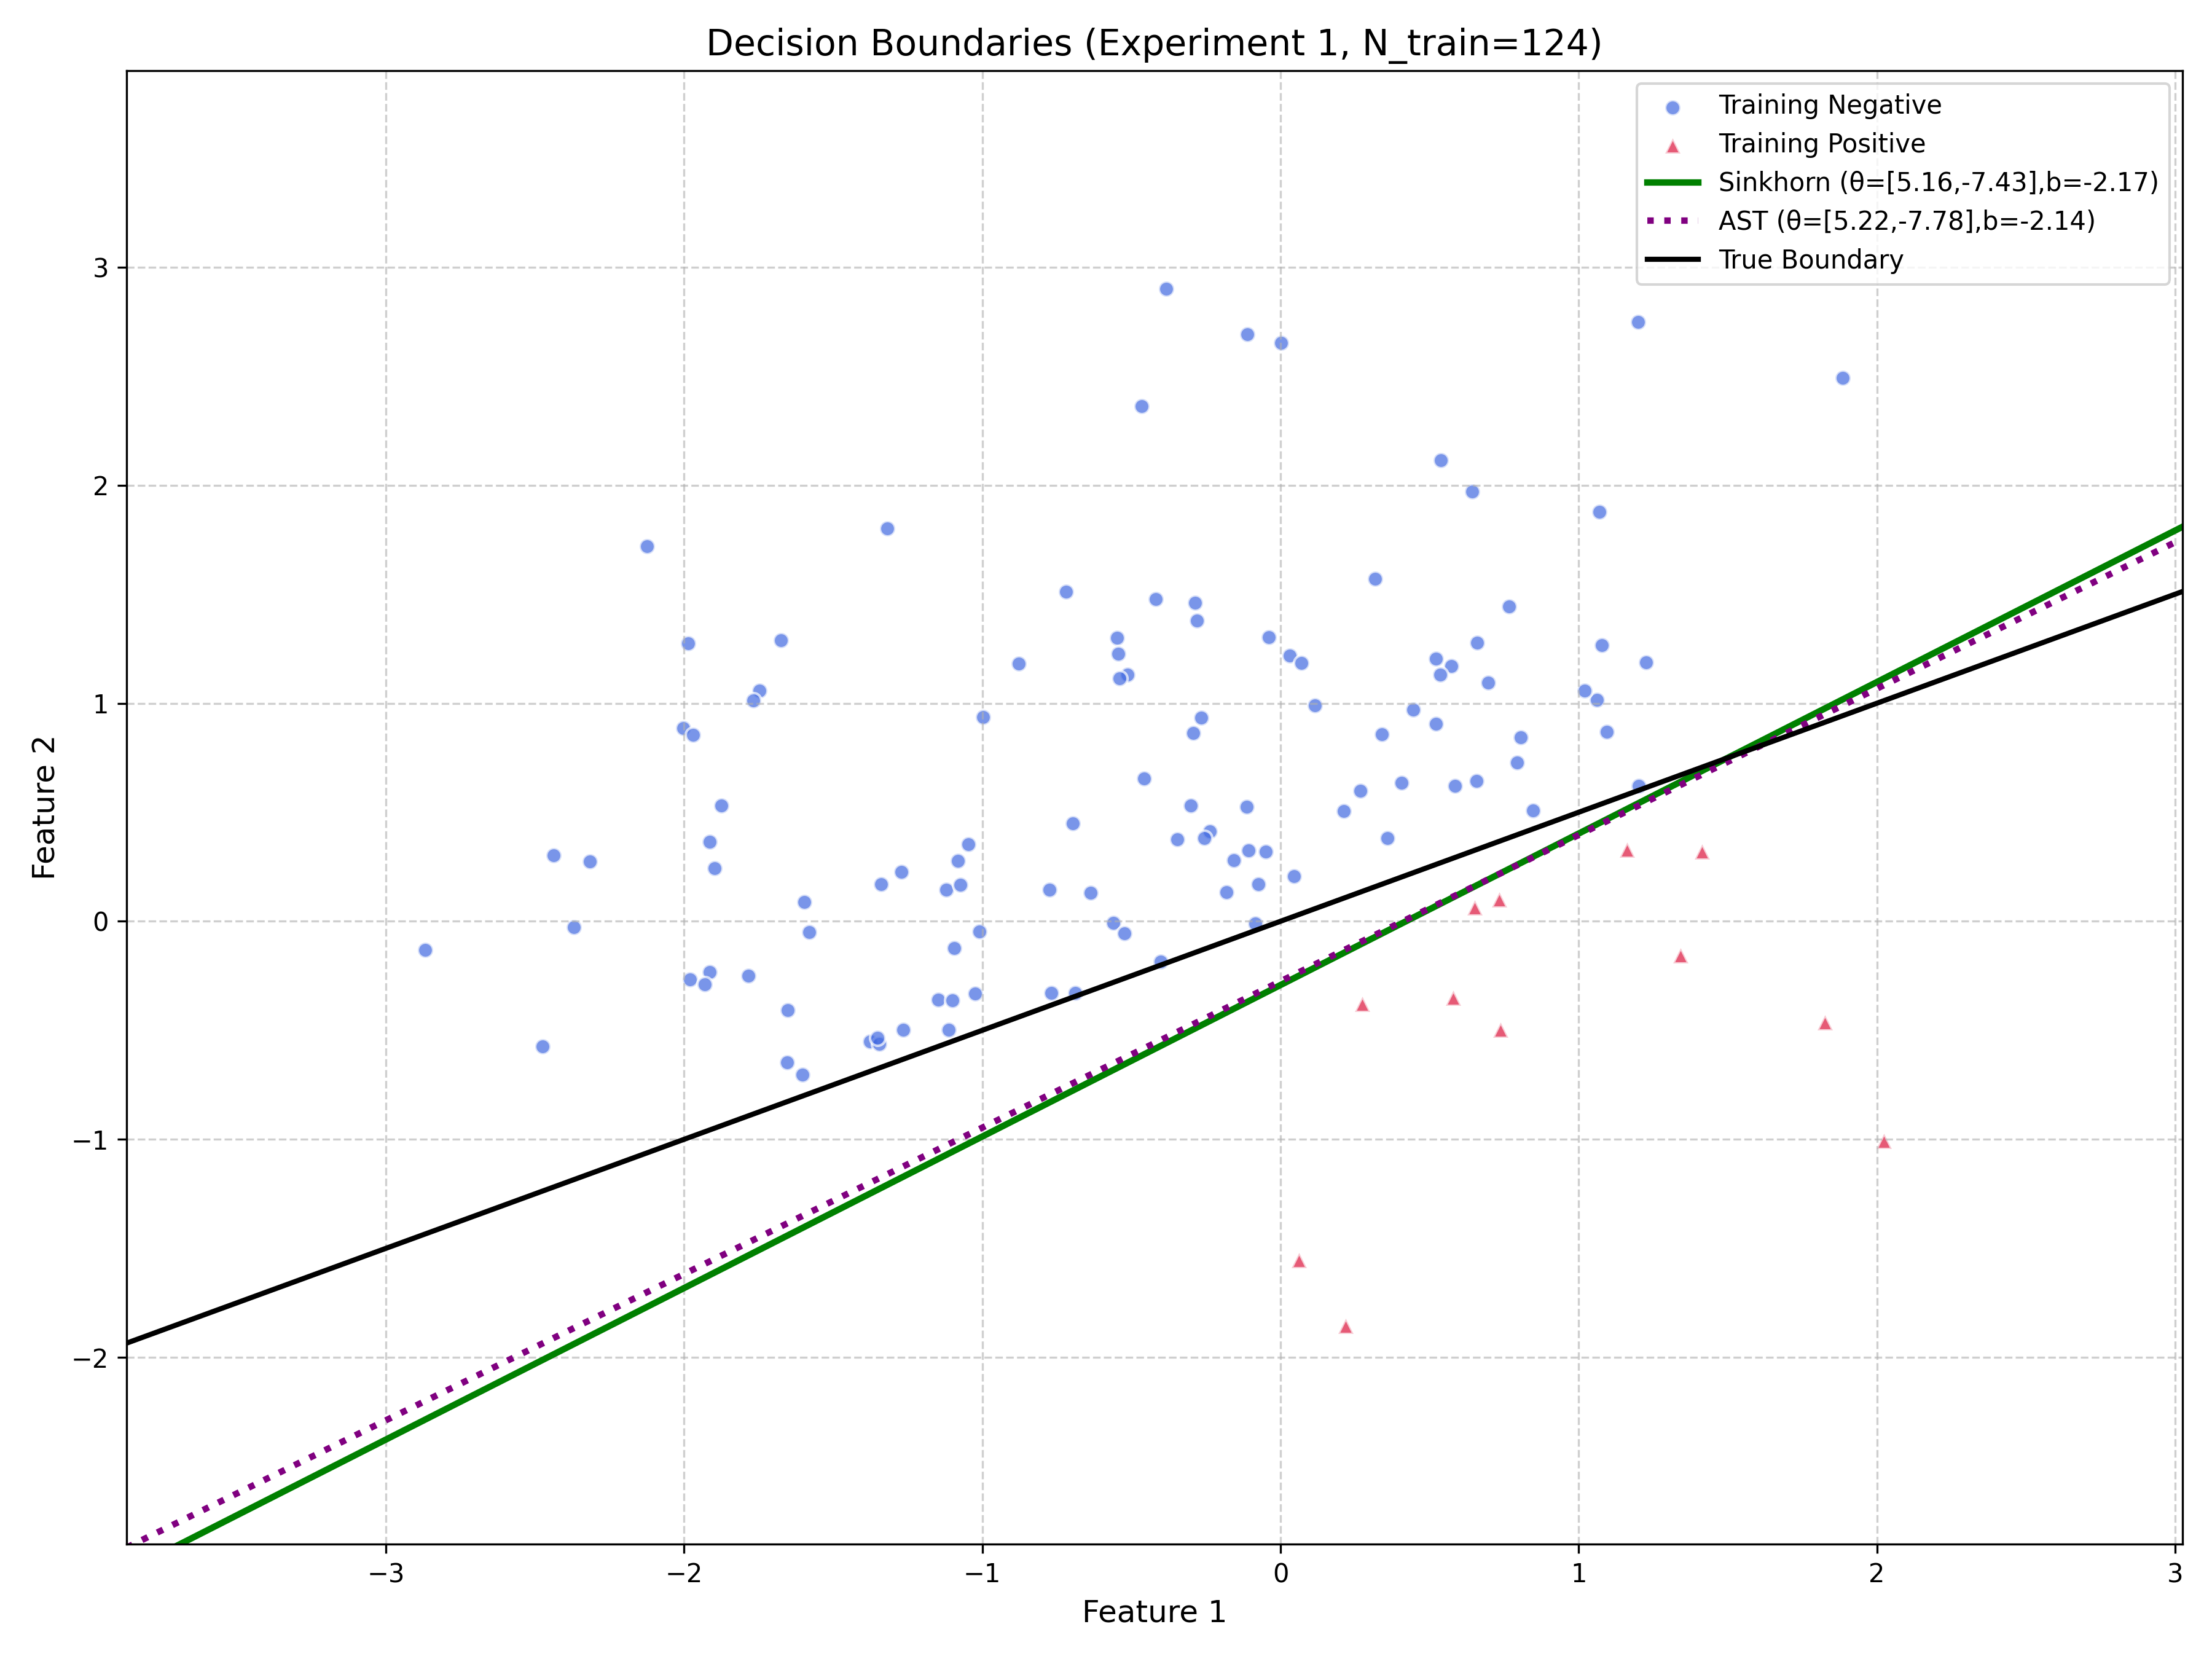 Decision Boundaries (Experiment 1, N_train=124)
Training Negative
Training Positive
Sinkhorn (θ=[5.16,-7.43],b=-2.17)
AST (θ=[5.22,-7.78],b=-2.14)
True Boundary
3
2
1
0
−1
−2
Feature 2
−3
−2
−1
0
1
2
3
Feature 1